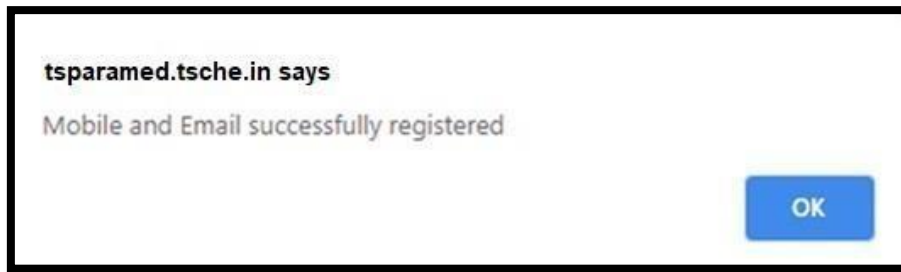 tsparamed.tsche.in says
Mobile and Email successfully registered
OK